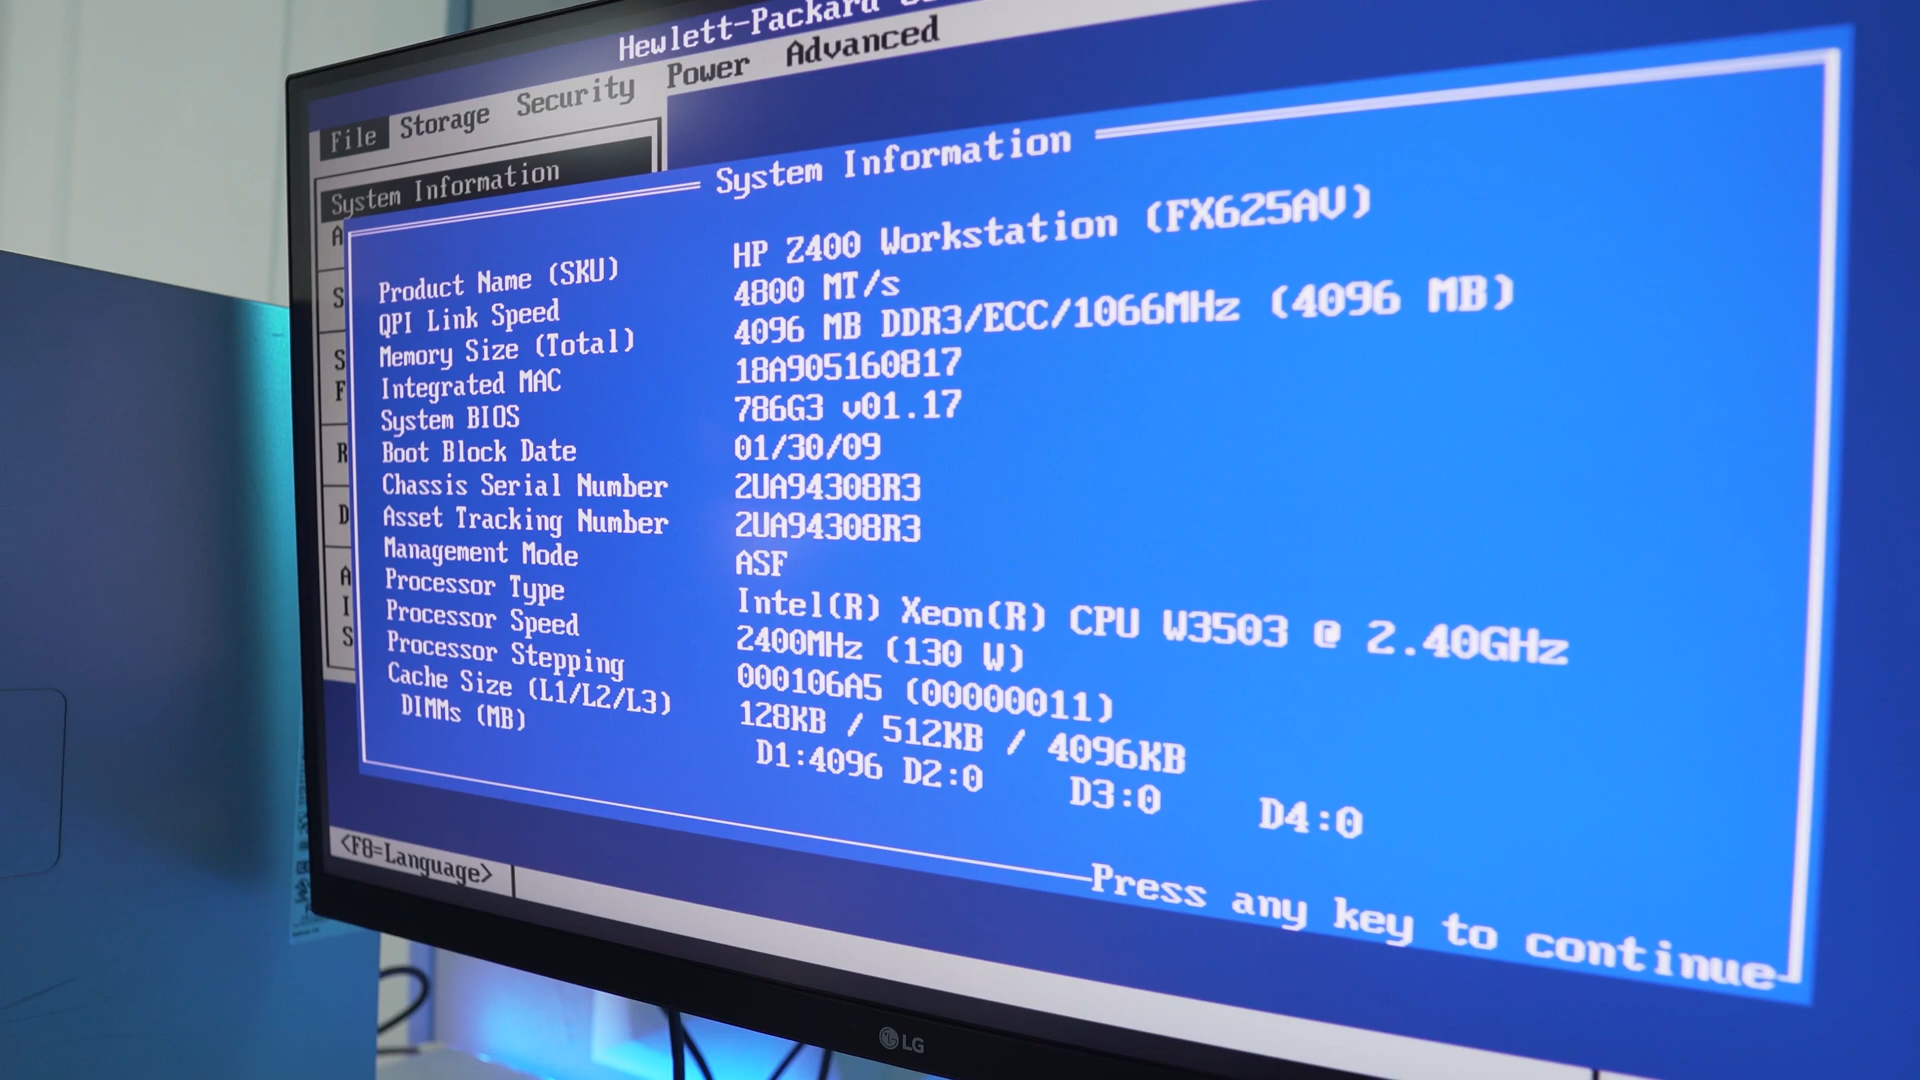 Hewlett-Packard
File Storage Security Power Advanced
System Information
System Information
Product Name (SKU) HP Z400 Workstation (FX625AV)
QPI Link Speed 4800 MT/s
Memory Size (Total) 4096 MB DDR3/ECC/1066MHz (4096 MB)
Integrated MAC 18A905160817
System BIOS 786G3 v01.17
Boot Block Date 01/30/09
Chassis Serial Number 2UA94308R3
Asset Tracking Number 2UA94308R3
Management Mode ASF
Processor Type Intel(R) Xeon(R) CPU W3503 @ 2.40GHz
Processor Speed 2400MHz (130 W)
Processor Stepping 000106A5 (00000011)
Cache Size (L1/L2/L3) 128KB / 512KB / 4096KB
DIMMs (MB) D1:4096 D2:0 D3:0 D4:0
Press any key to continue
<F8=Language>
LG